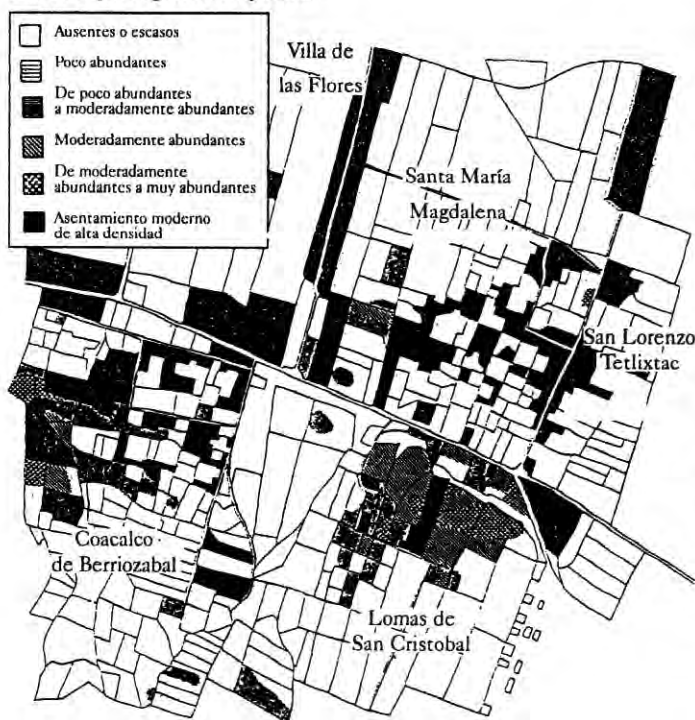 Ausentes o escasos
Poco abundantes
De poco abundantes
a moderadamente
abundantes
Moderadamente abundantes
De moderadamente
abundantes a muy abundantes
Asentamiento moderno
de alta densidad
Villa de
las Flores
Santa María
Magdalena
San Lorenzo
Tetlixtac
Coacalco
de Berriozabal
Lomas de
San Cristobal